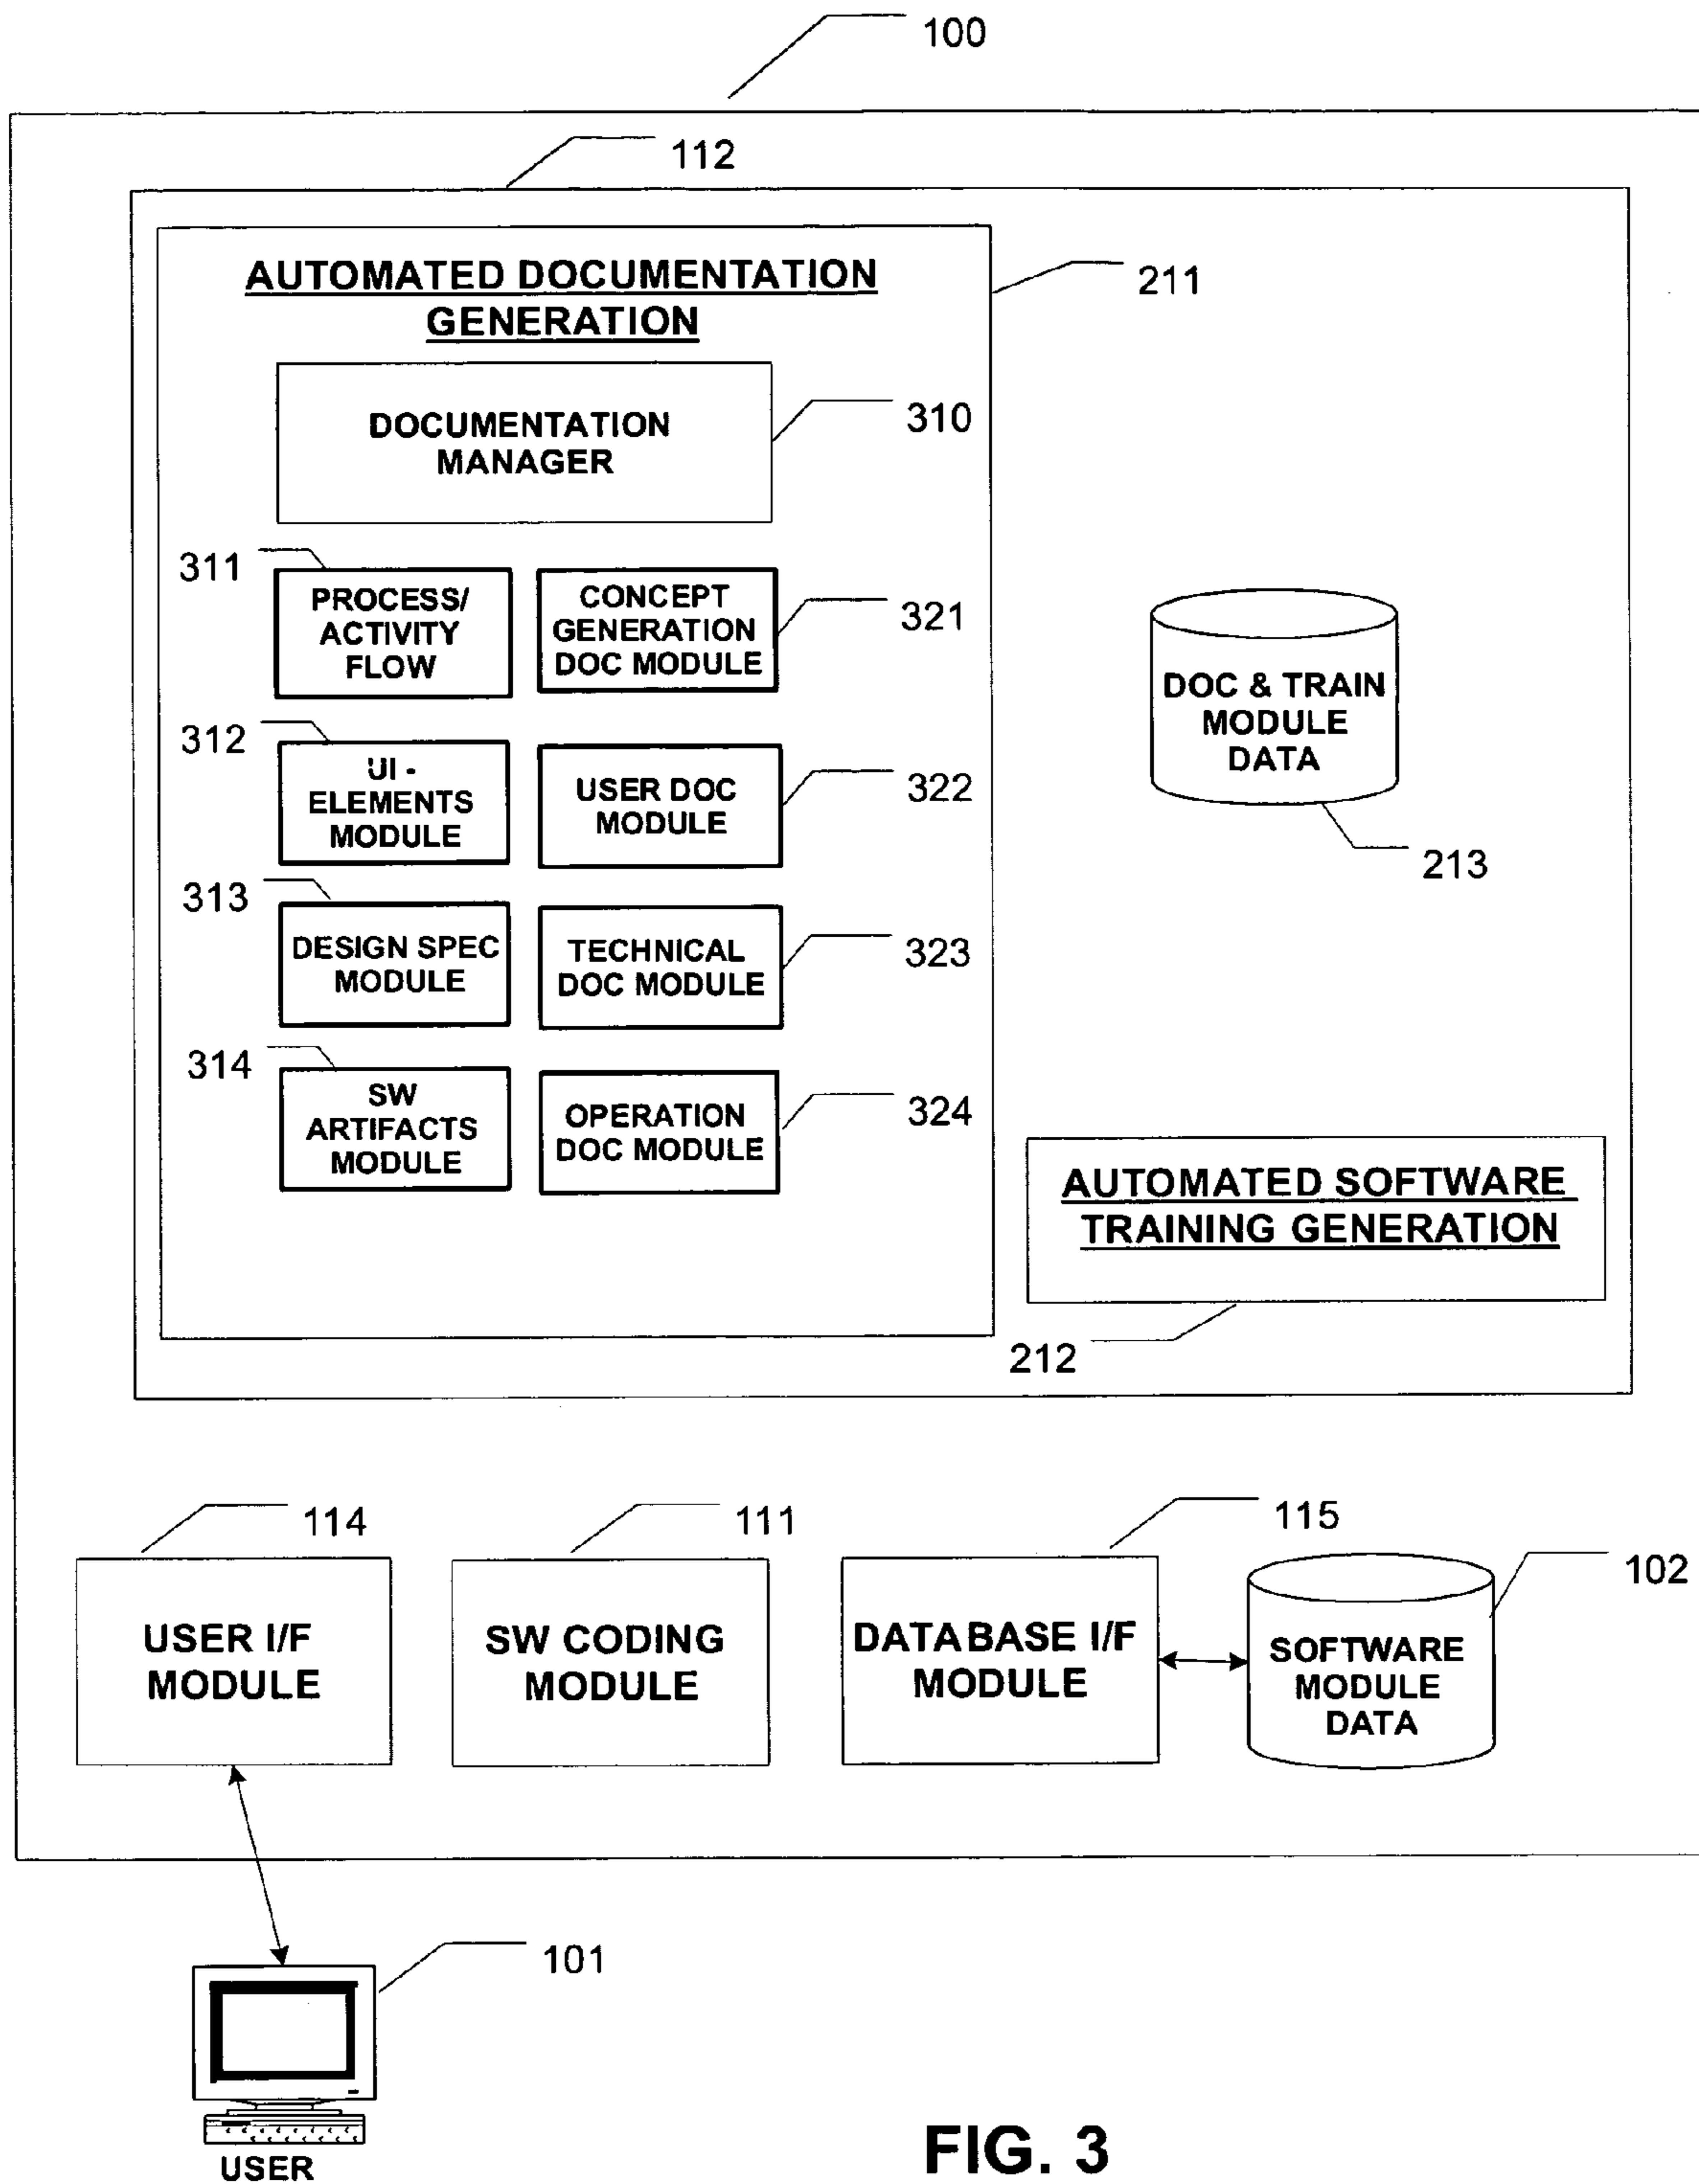 100
112
AUTOMATED DOCUMENTATION
GENERATION
211
DOCUMENTATION
MANAGER
310
311
PROCESS/
ACTIVITY
FLOW
CONCEPT
GENERATION
DOC MODULE
321
312
UI -
ELEMENTS
MODULE
USER DOC
MODULE
322
313
DESIGN SPEC
MODULE
TECHNICAL
DOC MODULE
323
314
SW
ARTIFACTS
MODULE
OPERATION
DOC MODULE
324
DOC & TRAIN
MODULE
DATA
213
AUTOMATED SOFTWARE
TRAINING GENERATION
212
114
USER I/F
MODULE
111
SW CODING
MODULE
115
DATABASE I/F
MODULE
102
SOFTWARE
MODULE
DATA
101
USER
FIG. 3